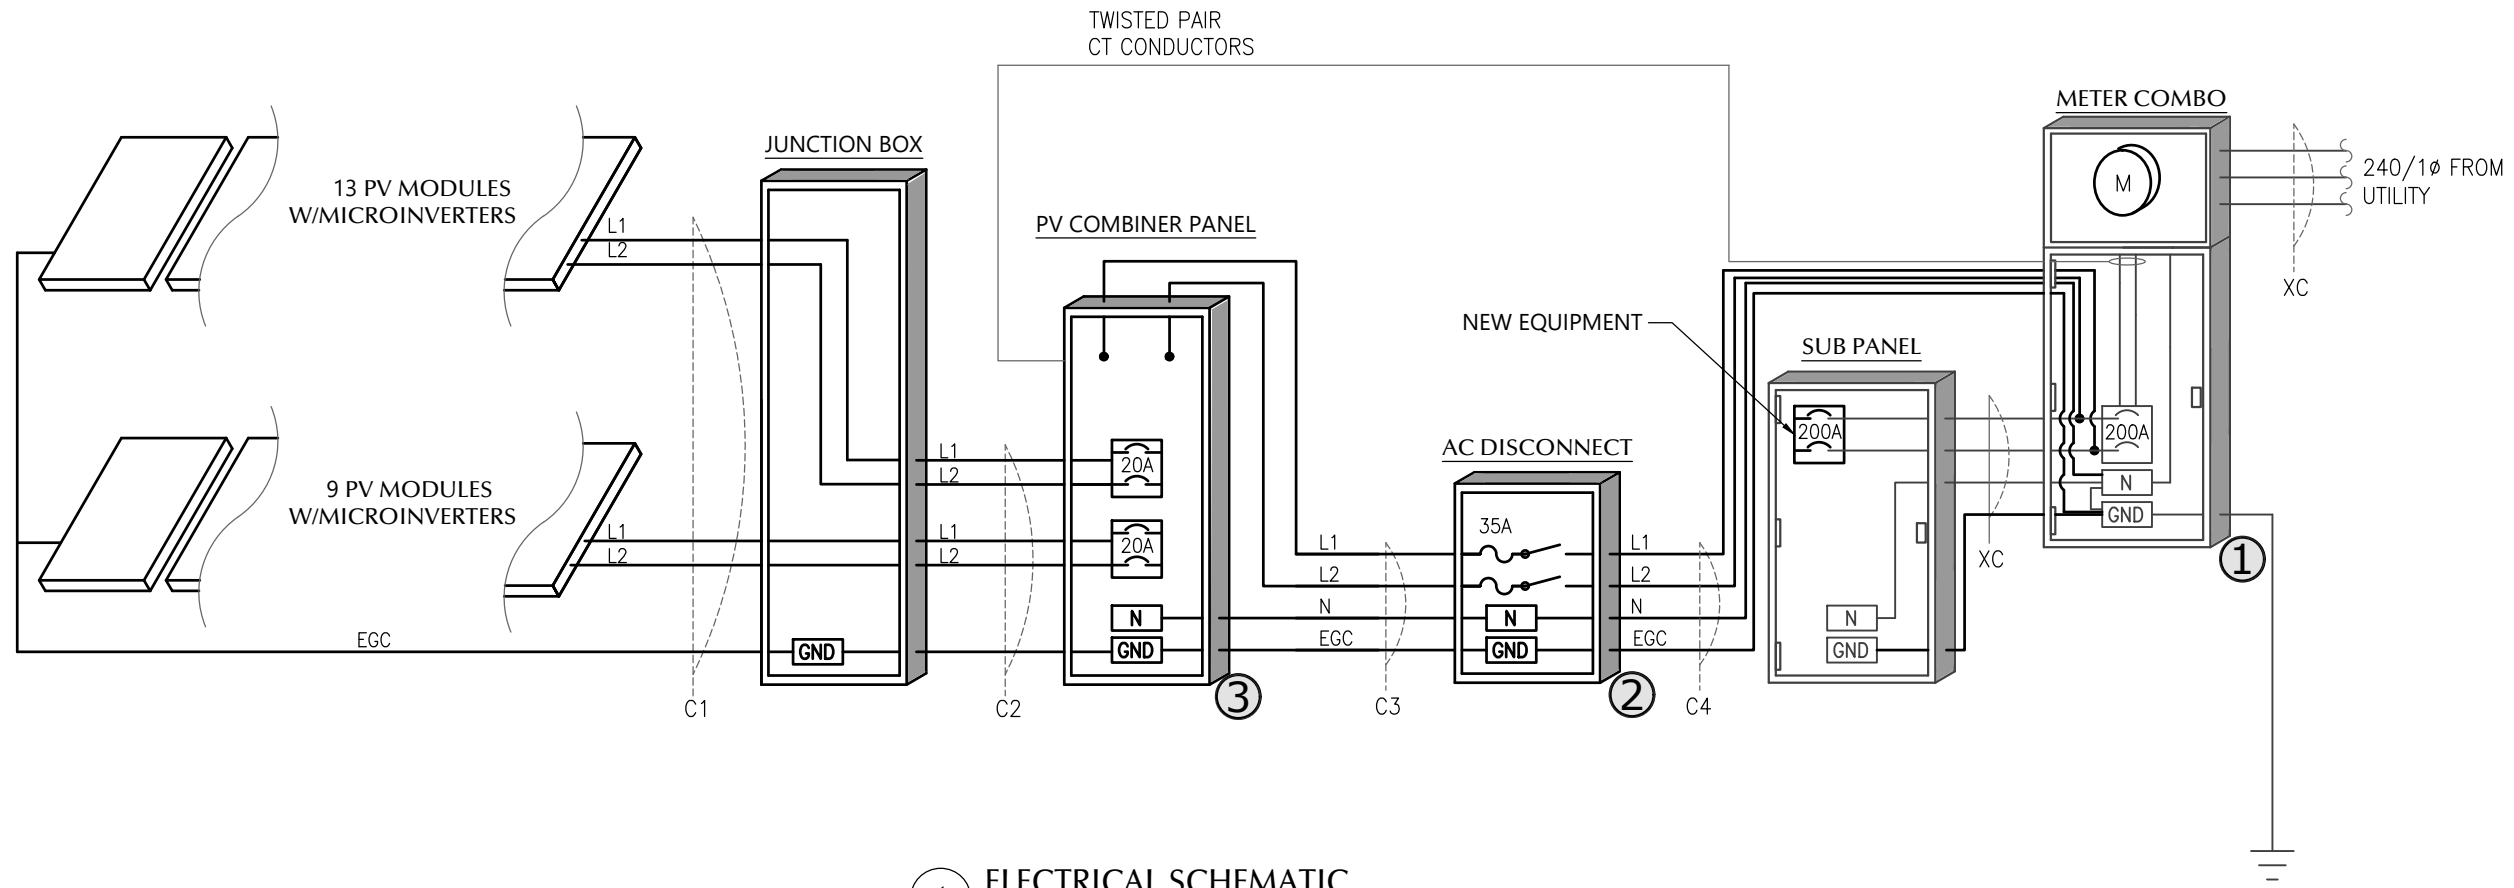 TWISTED PAIR
CT CONDUCTORS
METER COMBO
M
240/1ø FROM
UTILITY
XC
JUNCTION BOX
13 PV MODULES
W/MICROINVERTERS
L1
L2
PV COMBINER PANEL
NEW EQUIPMENT
SUB PANEL
200A
200A
N
GND
1
XC
N
GND
AC DISCONNECT
35A
L1
L2
N
EGC
N
GND
L1
L2
N
EGC
2
C3
C4
L1
L2
20A
L1
L2
20A
N
GND
3
9 PV MODULES
W/MICROINVERTERS
L1
L2
EGC
GND
C1
C2
ELECTRICAL SCHEMATIC